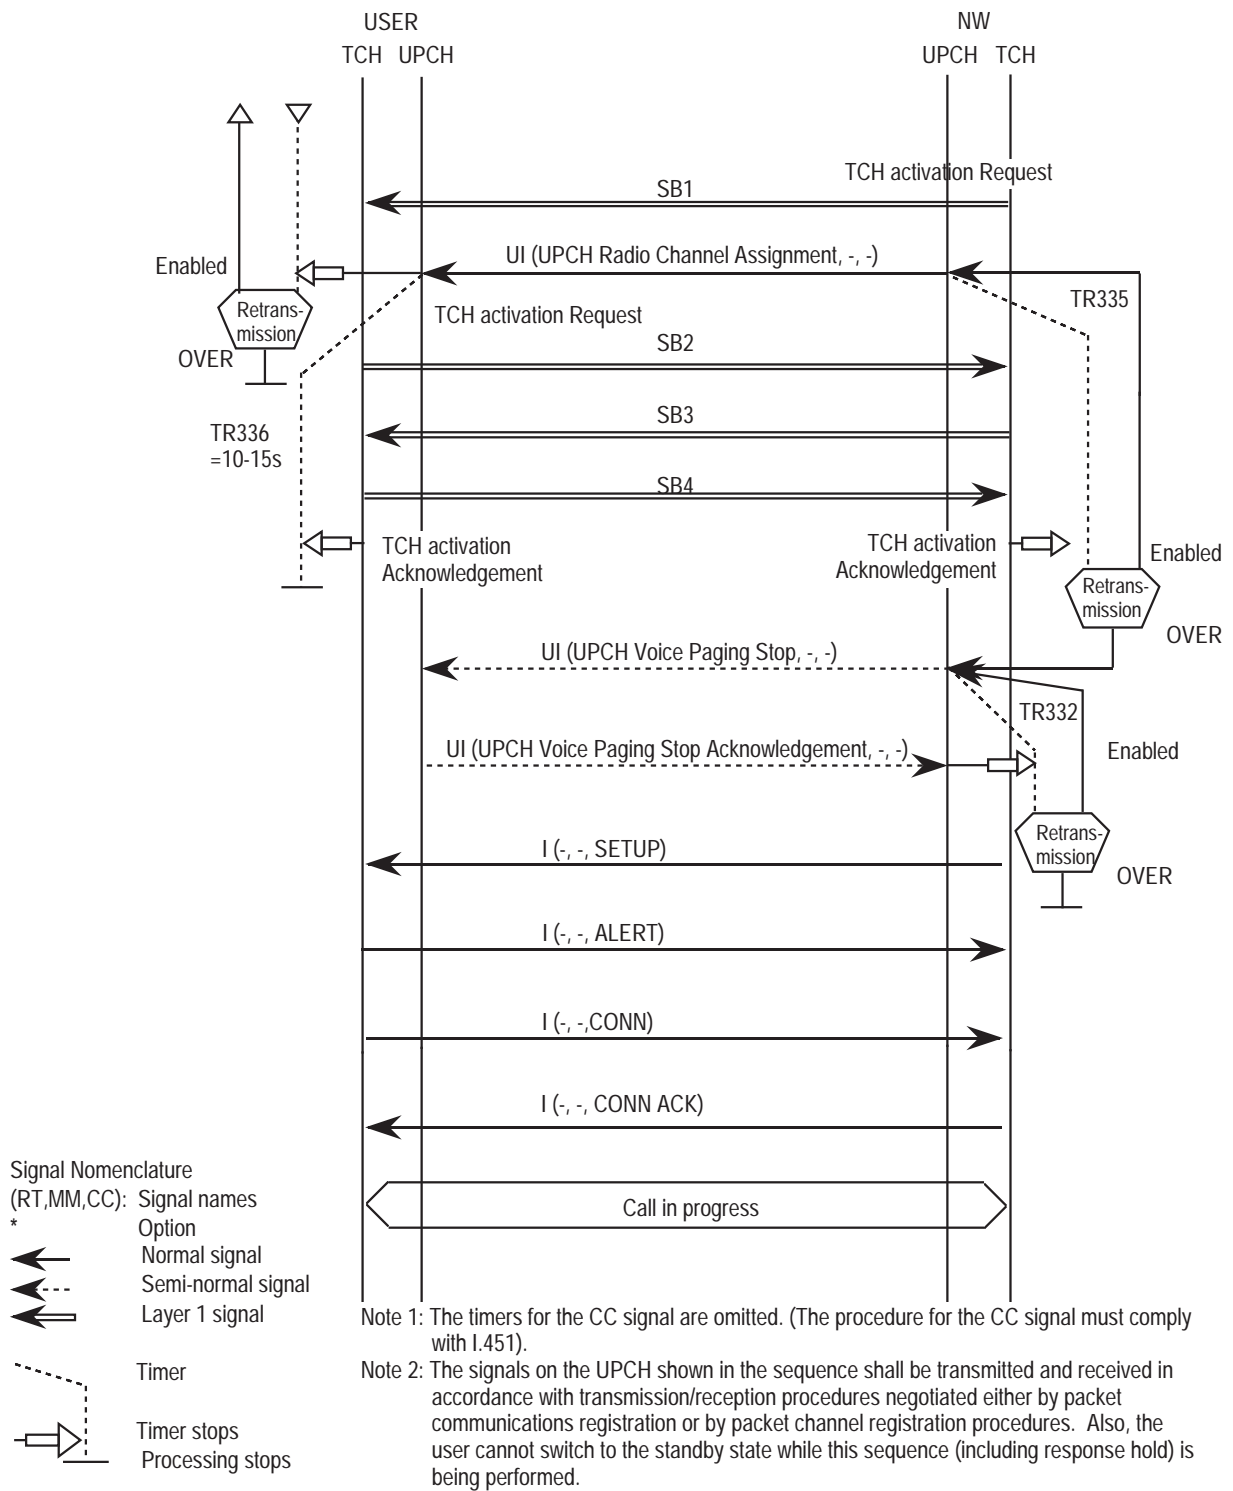 USER
NW
TCH UPCH
UPCH TCH
TCH activation Request
SB1
UI (UPCH Radio Channel Assignment, -, -)
Enabled
TR335
Retrans-
mission
TCH activation Request
SB2
OVER
SB3
TR336
=10-15s
SB4
TCH activation
Acknowledgement
TCH activation
Acknowledgement
Enabled
Retrans-
mission
OVER
UI (UPCH Voice Paging Stop, -, -)
TR332
UI (UPCH Voice Paging Stop Acknowledgement, -, -)
Enabled
Retrans-
mission
OVER
I (-, -, SETUP)
I (-, -, ALERT)
I (-, -,CONN)
I (-, -, CONN ACK)
Call in progress
Signal Nomenclature
(RT,MM,CC): Signal names
* Option
Normal signal
Semi-normal signal
Layer 1 signal
Timer
Timer stops
Processing stops
Note 1: The timers for the CC signal are omitted. (The procedure for the CC signal must comply
with I.451).
Note 2: The signals on the UPCH shown in the sequence shall be transmitted and received in
accordance with transmission/reception procedures negotiated either by packet
communications registration or by packet channel registration procedures. Also, the
user cannot switch to the standby state while this sequence (including response hold) is
being performed.